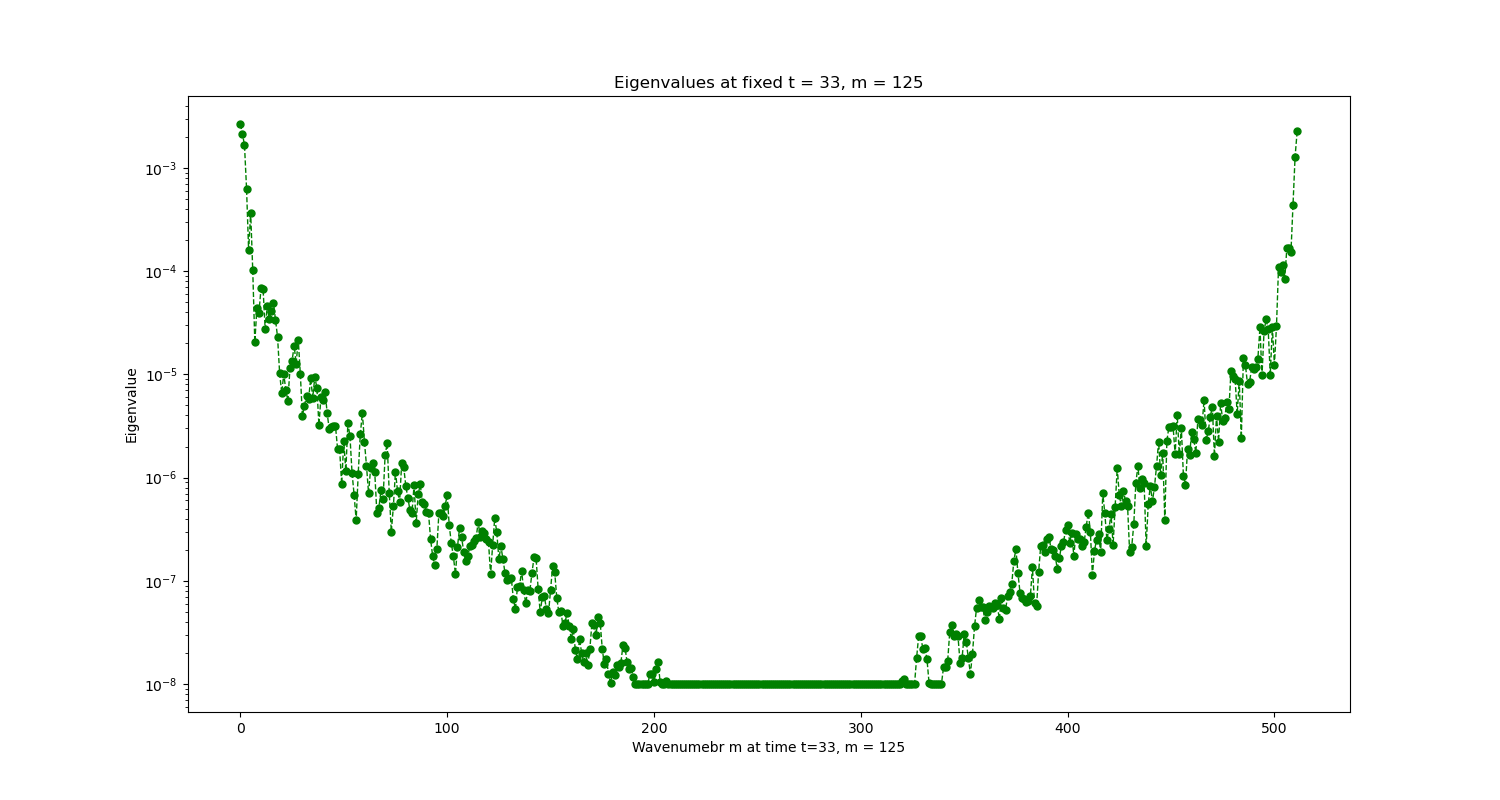 Eigenvalues at fixed t = 33, m = 125
Eigenvalue
10⁻³
10⁻⁴
10⁻⁵
10⁻⁶
10⁻⁷
10⁻⁸
0 100 200 300 400 500
Wavenumebr m at time t=33, m = 125